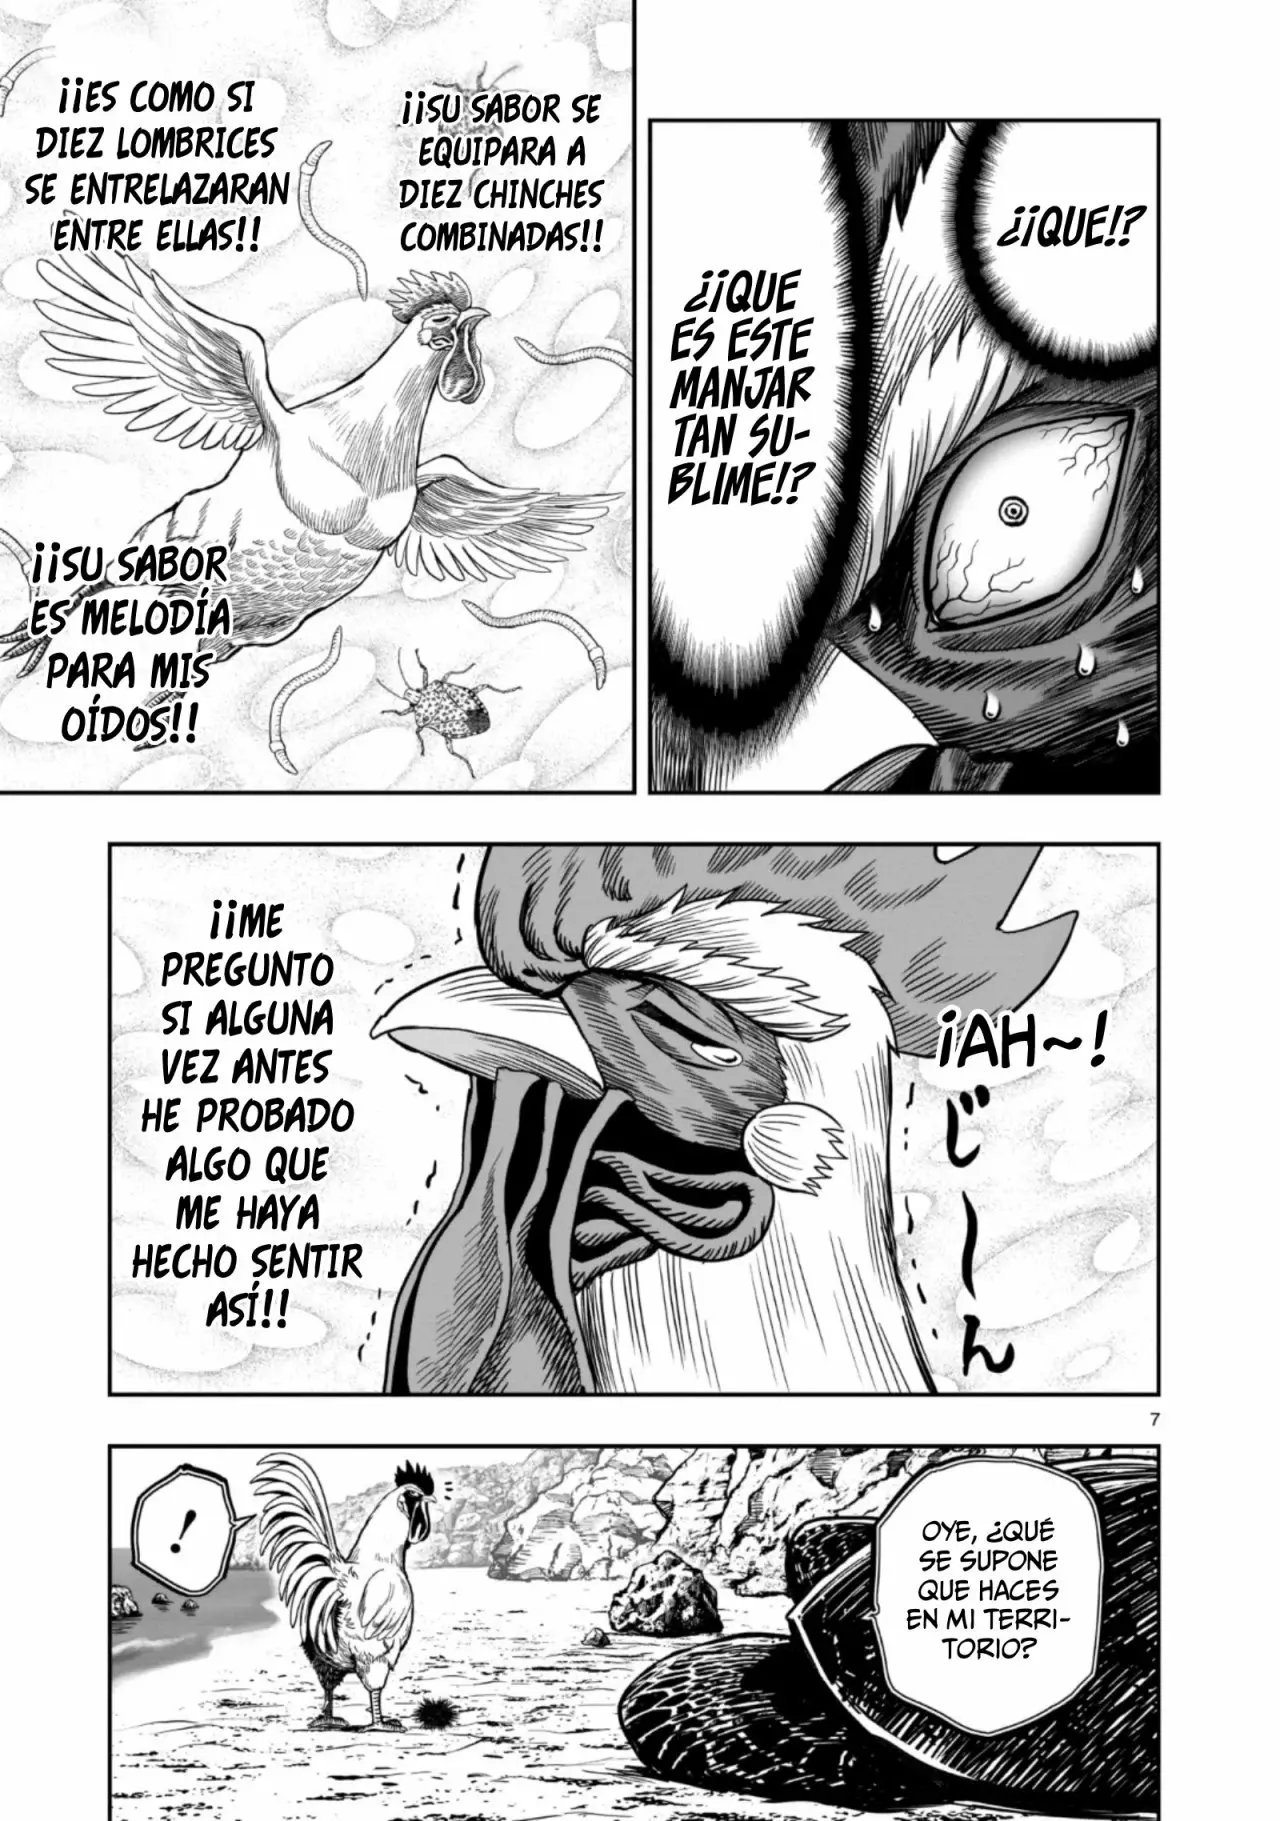 ¿¡¡QUE!?
¿¡¡QUE
ES ESTE
MANJAR
TAN SU-
BLIME!?
¡¡SU SABOR SE
EQUIPARA A
DIEZ CHINCHES
COMBINADAS!!
¡¡ES COMO SI
DIEZ LOMBRICES
SE ENTRELAZARAN
ENTRE ELLAS!!
¡¡SU SABOR
ES MELODÍA
PARA MIS
OÍDOS!!
¡AH~!
じ〜ん
¡¡ME
PREGUNTO
SI ALGUNA
VEZ ANTES
HE PROBADO
ALGO QUE
ME HAYA
HECHO SENTIR
ASÍ!!
7
OYE, ¿QUÉ
SE SUPONE
QUE HACES
EN MI TERRI-
TORIO?
!